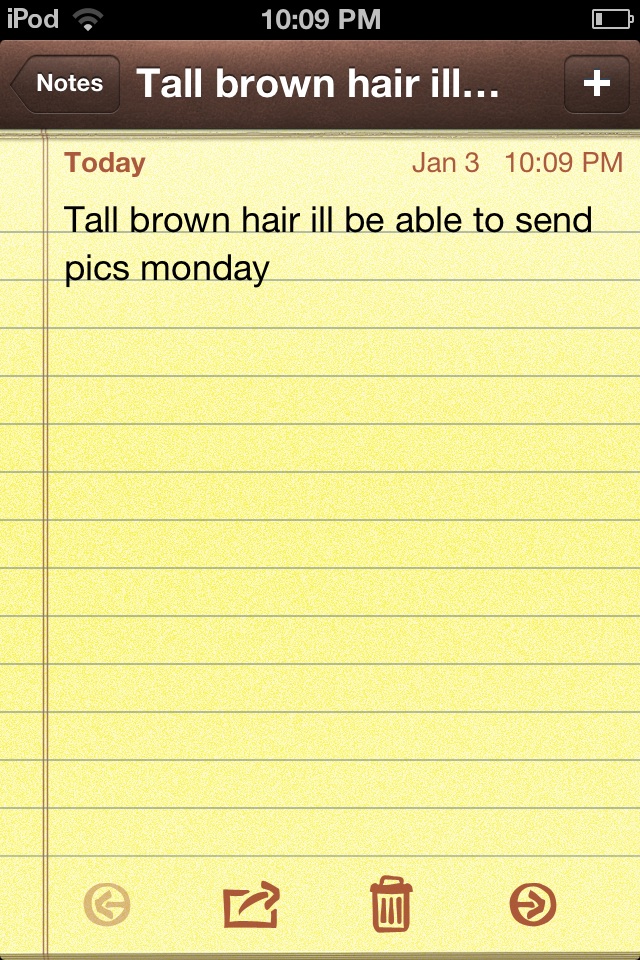 iPod 10:09 PM
Notes Tall brown hair ill... +
Today Jan 3 10:09 PM
Tall brown hair ill be able to send
pics monday